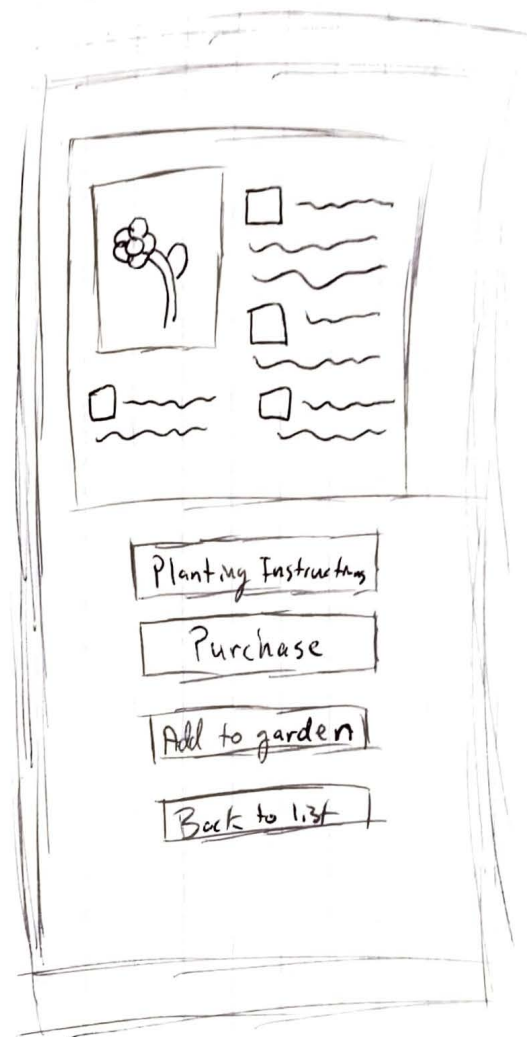 Planting Instructions
Purchase
Add to garden
Back to list